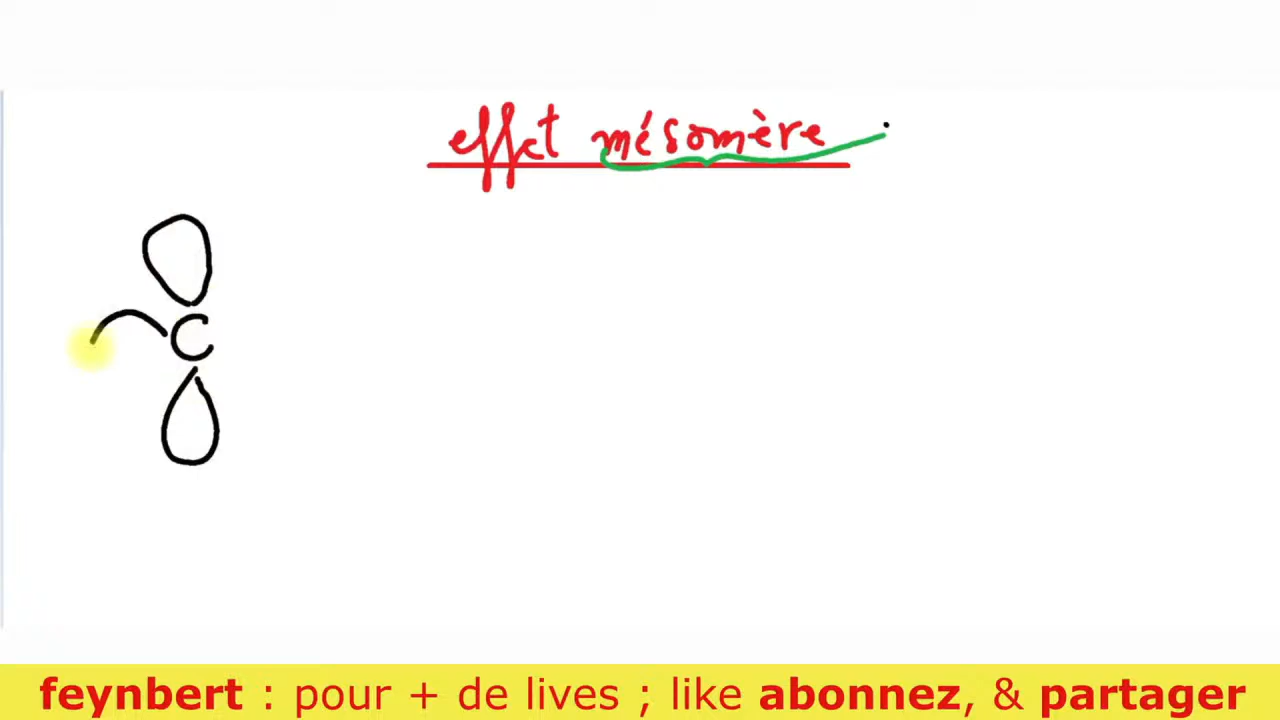 effet mésomère
C
feynbert : pour + de lives ; like abonnez, & partager